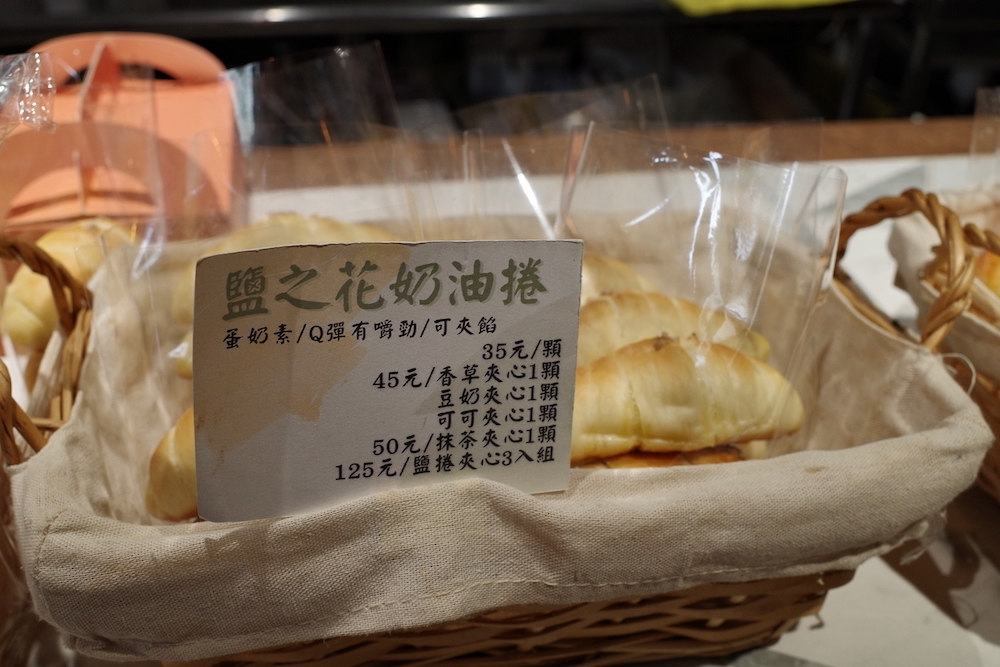 鹽之花奶油捲
蛋奶素/Q彈有嚼勁/可夾餡
35元/顆
45元/香草夾心1顆
豆奶夾心1顆
可可夾心1顆
50元/抹茶夾心1顆
125元/鹽捲夾心3入組